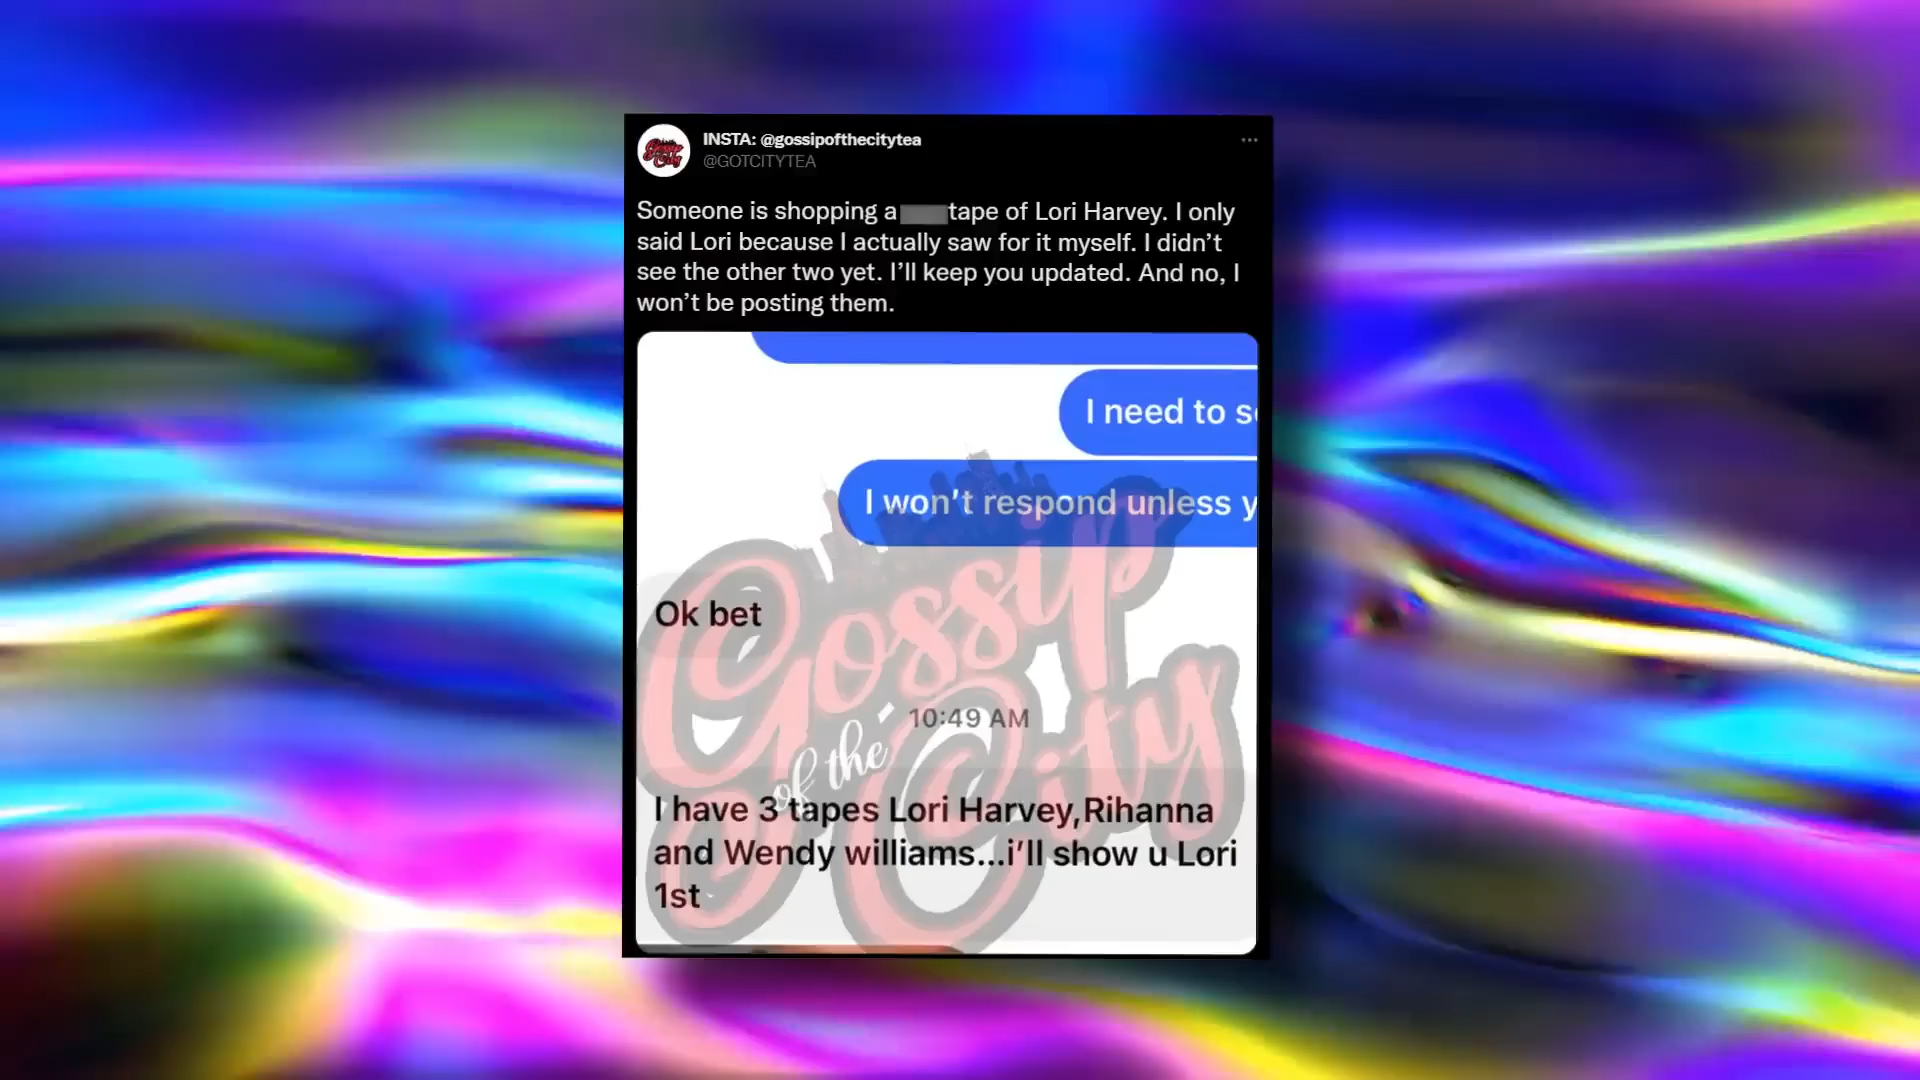 INSTA: @gossipofthecitytea
@GOTCITYTEA
Someone is shopping a tape of Lori Harvey. I only
said Lori because I actually saw for it myself. I didn’t
see the other two yet. I’ll keep you updated. And no, I
won’t be posting them.
I need to
I won’t respond unless
Ok bet
Gossip
of the
City
10:49 AM
I have 3 tapes Lori Harvey,Rihanna
and Wendy williams...i’ll show u Lori
1st